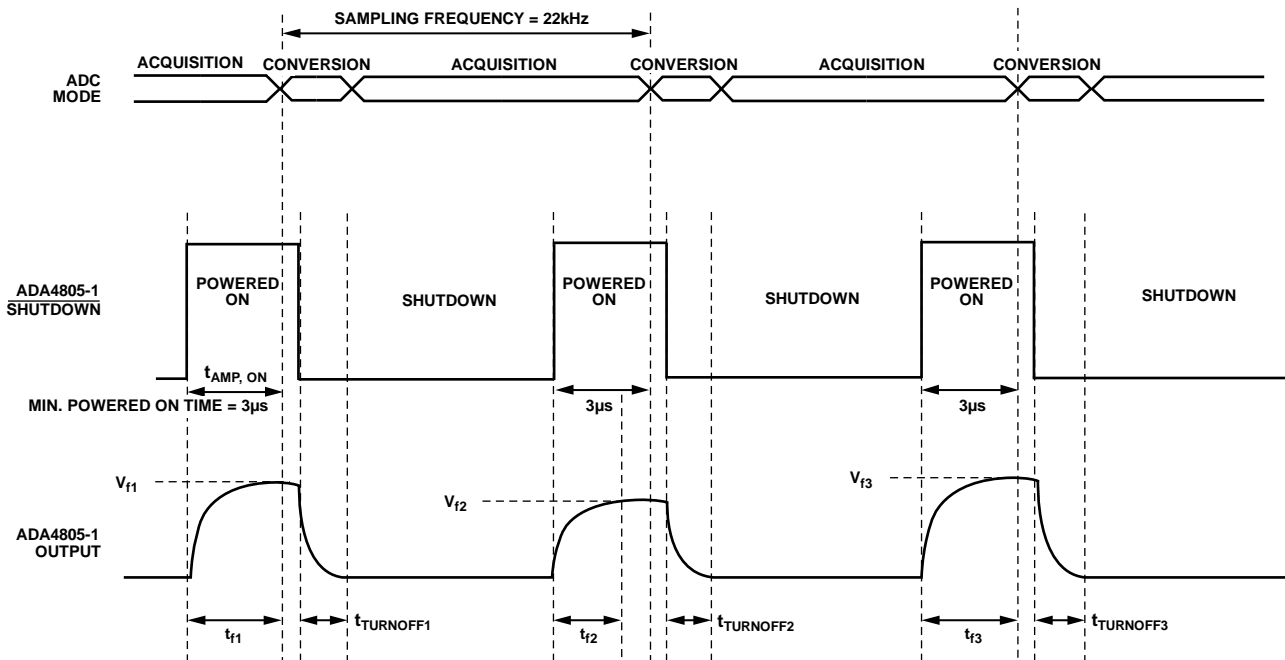 SAMPLING FREQUENCY = 22kHz
ACQUISITION CONVERSION ACQUISITION CONVERSION ACQUISITION CONVERSION
ADC
MODE
ADA4805-1
SHUTDOWN
POWERED
ON
SHUTDOWN
POWERED
ON
SHUTDOWN
POWERED
ON
SHUTDOWN
tAMP, ON
MIN. POWERED ON TIME = 3µs
3µs
3µs
Vf1
Vf2
Vf3
ADA4805-1
OUTPUT
tf1
tTURNOFF1
tf2
tTURNOFF2
tf3
tTURNOFF3